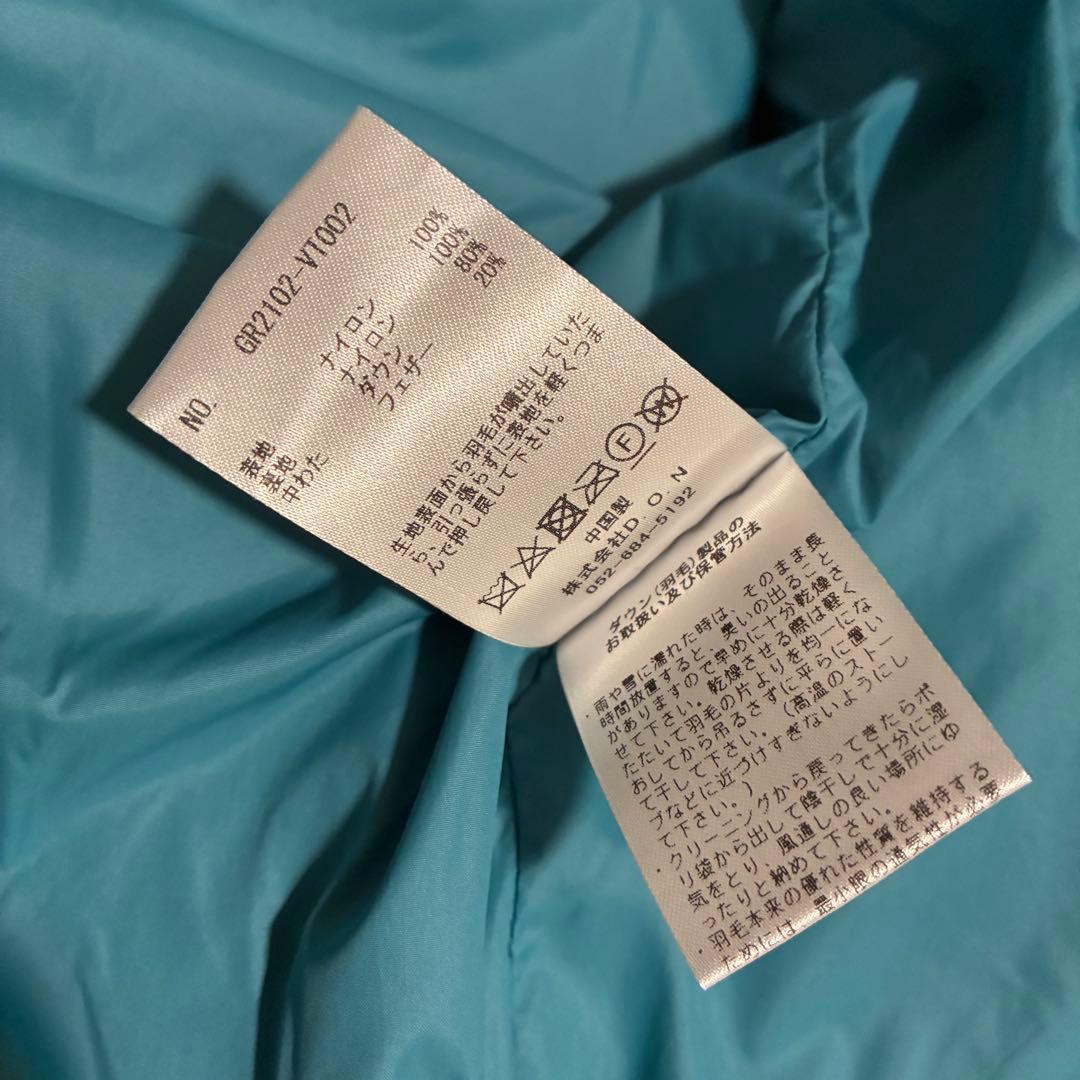 NO. GR2102-VT002
表地 ナイロン 100%
裏地 ナイロン 100%
中わた ダウン 80%
フェザー 20%
生地表面から羽毛が噴出していた
ら、引っ張らずに表地を軽くつま
んで押し戻して下さい。
F W
中国製
株式会社D.O.N
052-684-5192
ダウン(羽毛)製品の
お取扱い及び保管方法
・雨や雪に濡れた時は、そのまま長
時間放置すると、臭いの出ること
がありますので早めに十分乾燥さ
せて下さい。乾燥させる際は軽く
たたいて羽毛の片よりを均一にな
おしてから吊るさずに平らに置い
て干して下さい。(高温のストー
ブなどに近づけすぎないようにし
て下さい。)
・クリーニングから戻ってきたらポ
リ袋から出して陰干しで十分に湿
気をとり、風通しの良い場所にゆ
ったりと納めて下さい。
・羽毛本来の優れた性質を維持する
ためには、最小限の通気性が必要